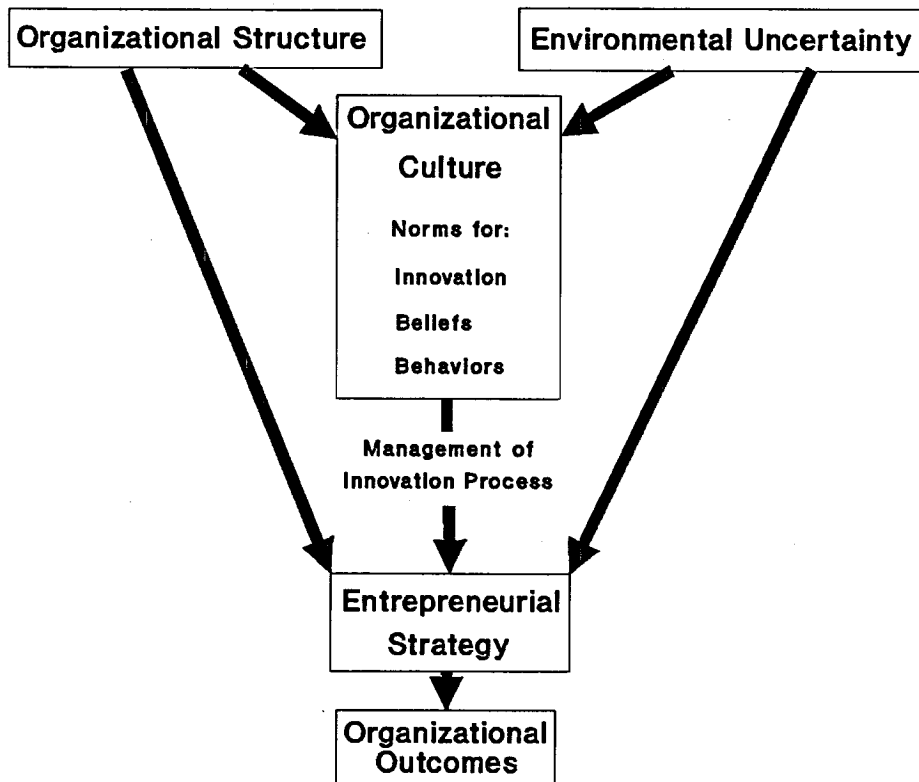 Organizational Structure
Environmental Uncertainty
Organizational
Culture
Norms for:
Innovation
Beliefs
Behaviors
Management of
Innovation Process
Entrepreneurial
Strategy
Organizational
Outcomes